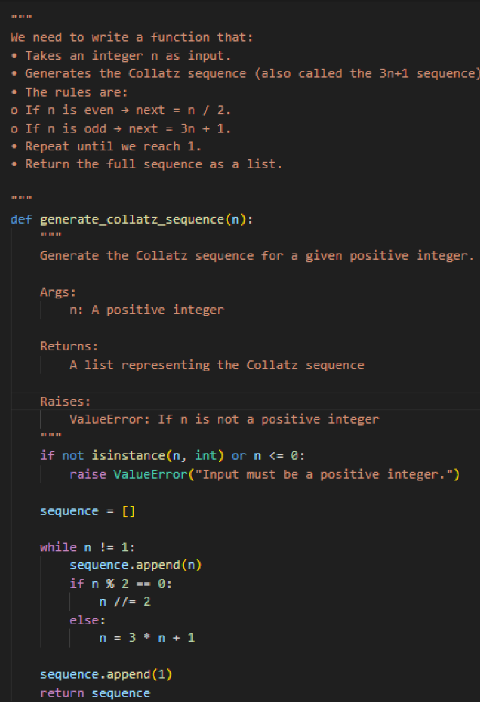 """
We need to write a function that:
• Takes an integer n as input.
• Generates the Collatz sequence (also called the 3n+1 sequence)
• The rules are:
o If n is even → next = n / 2.
o If n is odd → next = 3n + 1.
• Repeat until we reach 1.
• Return the full sequence as a list.
"""
def generate_collatz_sequence(n):
    """
    Generate the Collatz sequence for a given positive integer.
    Args:
        n: A positive integer
    Returns:
        A list representing the Collatz sequence
    Raises:
        ValueError: If n is not a positive integer
    """
    if not isinstance(n, int) or n <= 0:
        raise ValueError("Input must be a positive integer.")
    sequence = []
    while n != 1:
        sequence.append(n)
        if n % 2 == 0:
            n //= 2
        else:
            n = 3 * n + 1
    sequence.append(1)
    return sequence